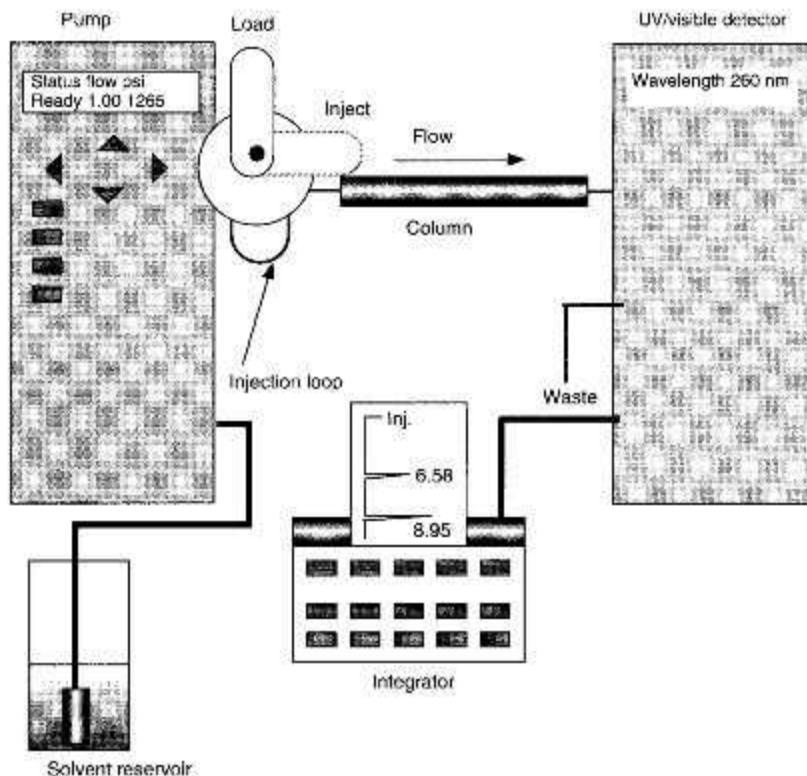 Pump
Load
UV/visible detector
Status flow psi
Ready 1.00 1265
Wavelength 260 nm
Inject
Flow
Column
Injection loop
Waste
Inj.
6.58
8.95
Integrator
Solvent reservoir